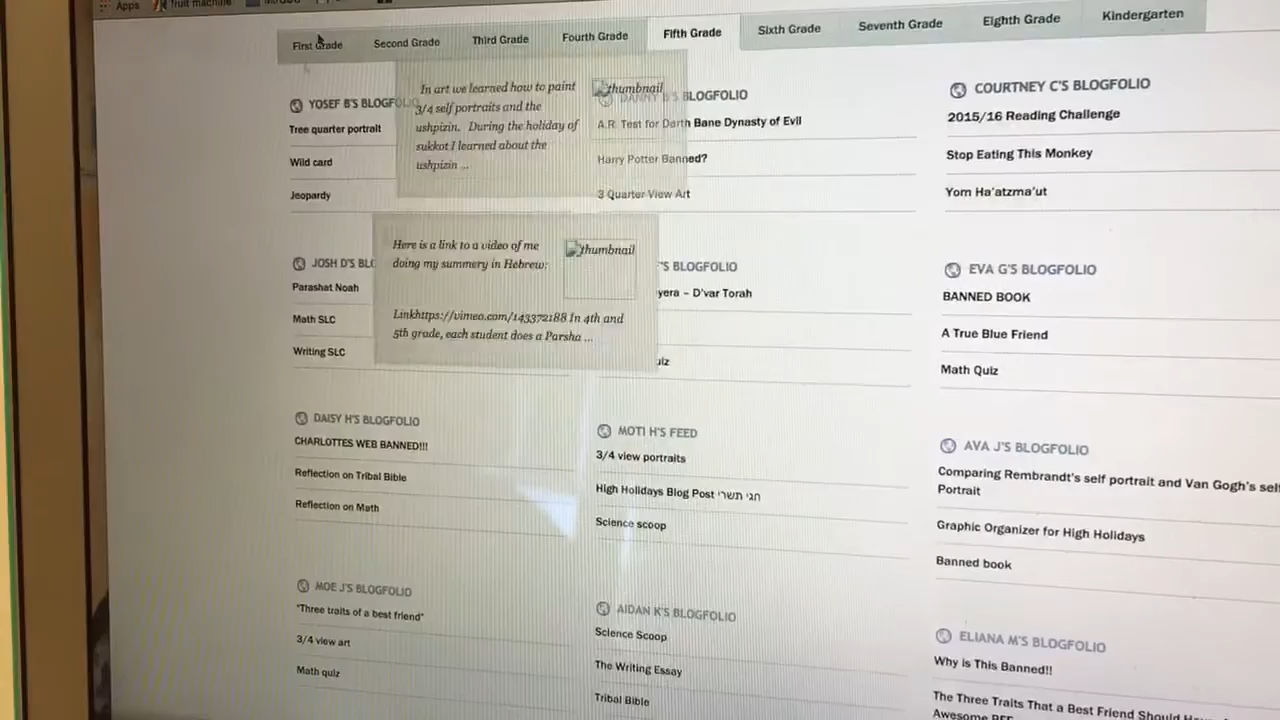 Apps fruit machine
First Grade Second Grade Third Grade Fourth Grade Fifth Grade Sixth Grade Seventh Grade Eighth Grade Kindergarten
YOSEF B'S BLOGFOLIO
Tree quarter portrait
Wild card
Jeopardy
In art we learned how to paint
3/4 self portraits and the
ushpizin. During the holiday of
sukkot I learned about the
ushpizin ...
thumbnail
DANNY B'S BLOGFOLIO
A.R. Test for Darth Bane Dynasty of Evil
Harry Potter Banned?
3 Quarter View Art
COURTNEY C'S BLOGFOLIO
2015/16 Reading Challenge
Stop Eating This Monkey
Yom Ha'atzma'ut
JOSH D'S BLO
Parashat Noah
Math SLC
Writing SLC
Here is a link to a video of me
doing my summery in Hebrew:
thumbnail
Linkhttps://vimeo.com/143372188 In 4th and
5th grade, each student does a Parsha ...
'S BLOGFOLIO
yera – D'var Torah
uiz
EVA G'S BLOGFOLIO
BANNED BOOK
A True Blue Friend
Math Quiz
DAISY H'S BLOGFOLIO
CHARLOTTES WEB BANNED!!!
Reflection on Tribal Bible
Reflection on Math
MOTI H'S FEED
3/4 view portraits
High Holidays Blog Post חגי תשרי
Science scoop
AVA J'S BLOGFOLIO
Comparing Rembrandt's self portrait and Van Gogh's self
Portrait
Graphic Organizer for High Holidays
Banned book
MOE J'S BLOGFOLIO
"Three traits of a best friend"
3/4 view art
Math quiz
AIDAN K'S BLOGFOLIO
Science Scoop
The Writing Essay
Tribal Bible
ELIANA M'S BLOGFOLIO
Why is This Banned!!
The Three Traits That a Best Friend Should
Awesome BFF